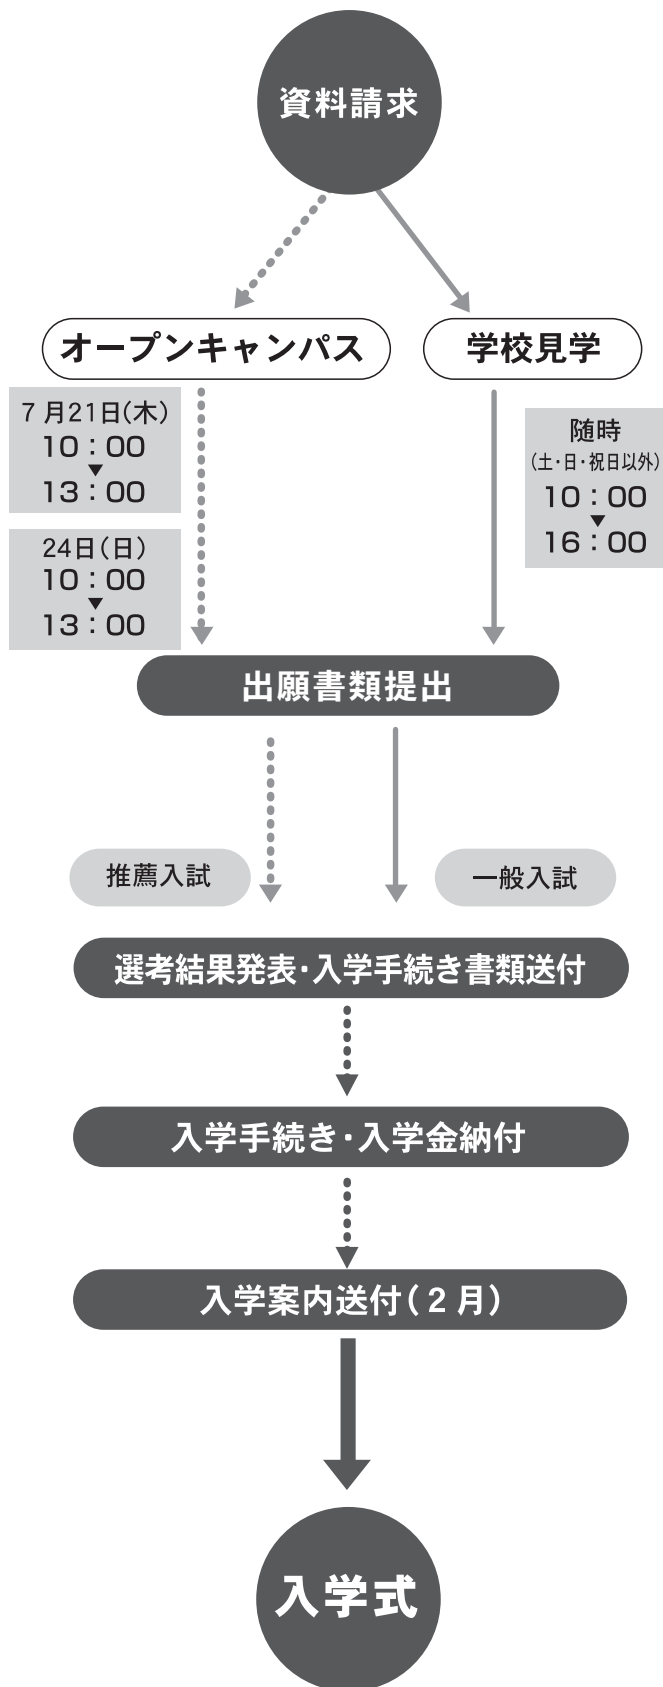 資料請求
オープンキャンパス
学校見学
7月21日(木)
10：00
▼
13：00
24日(日)
10：00
▼
13：00
随時
(土・日・祝日以外)
10：00
▼
16：00
出願書類提出
推薦入試
一般入試
選考結果発表・入学手続き書類送付
入学手続き・入学金納付
入学案内送付(2月)
入学式